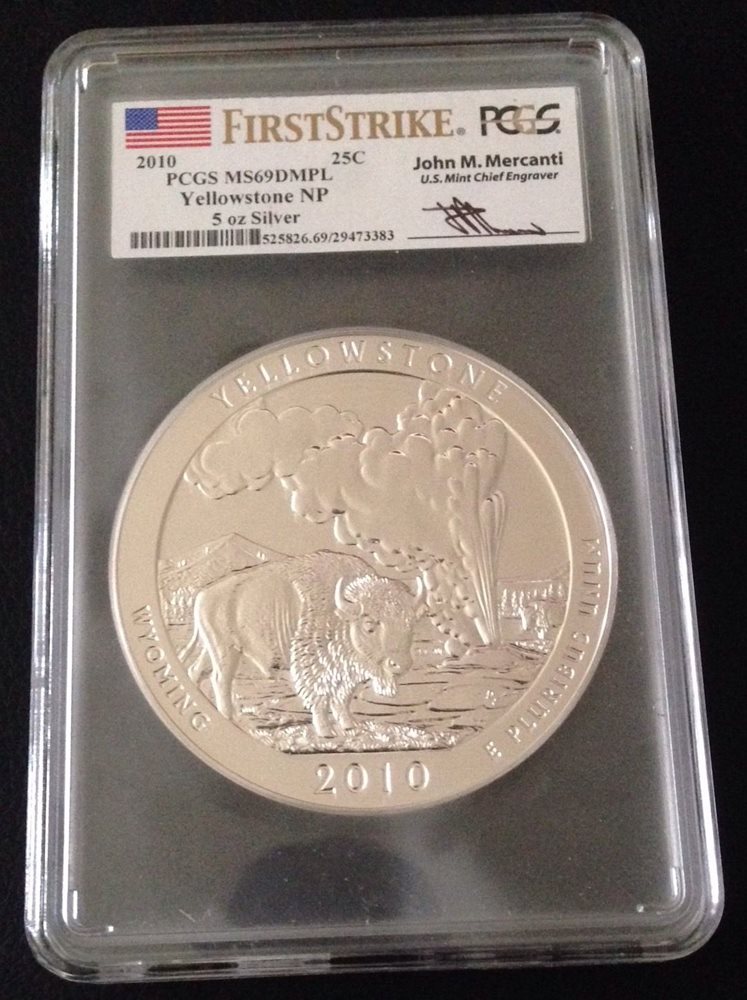 FIRSTSTRIKE® PCGS
2010 25C
PCGS MS69DMPL
Yellowstone NP
5 oz Silver
525826.69/29473383
John M. Mercanti
U.S. Mint Chief Engraver
YELLOWSTONE
WYOMING
2010
E PLURIBUS UNUM